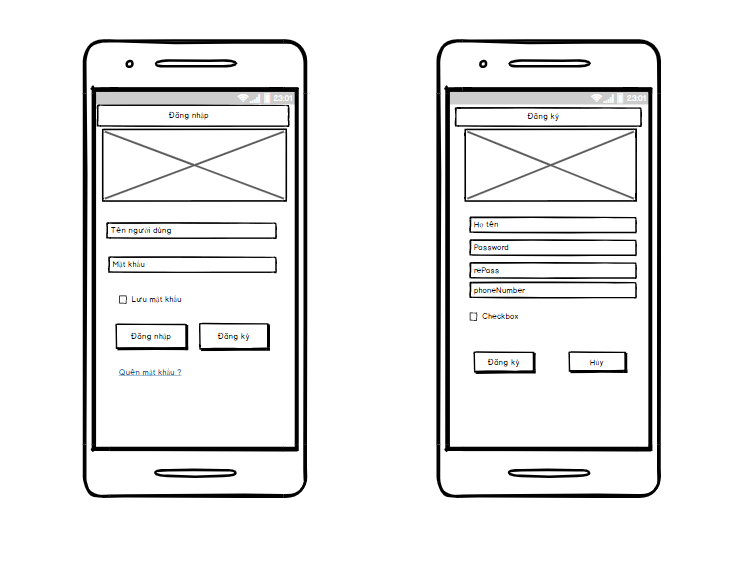 23:01
Đăng nhập
Tên người dùng
Mật khẩu
Lưu mật khẩu
Đăng nhập
Đăng ký
Quên mật khẩu ?
23:01
Đăng ký
Họ tên
Password
rePass
phoneNumber
Checkbox
Đăng ký
Hủy